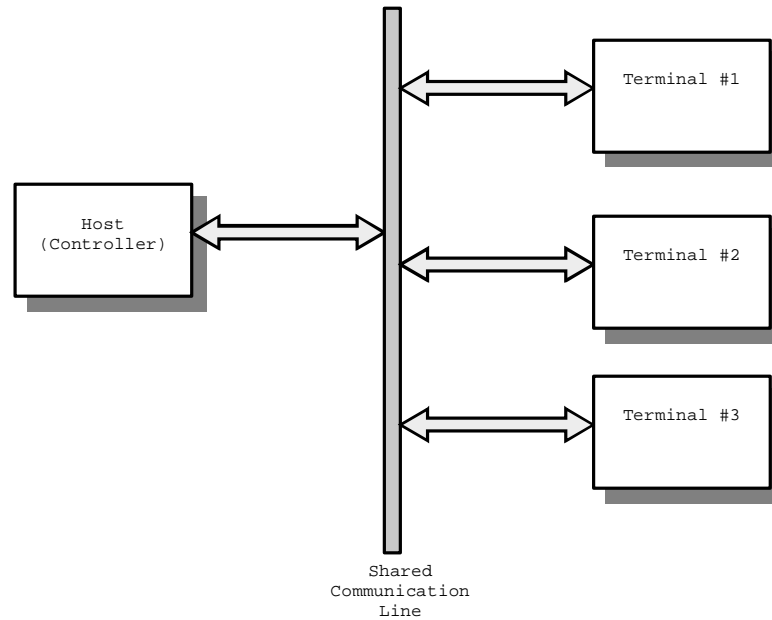 Terminal #1
Host
(Controller)
Terminal #2
Terminal #3
Shared
Communication
Line